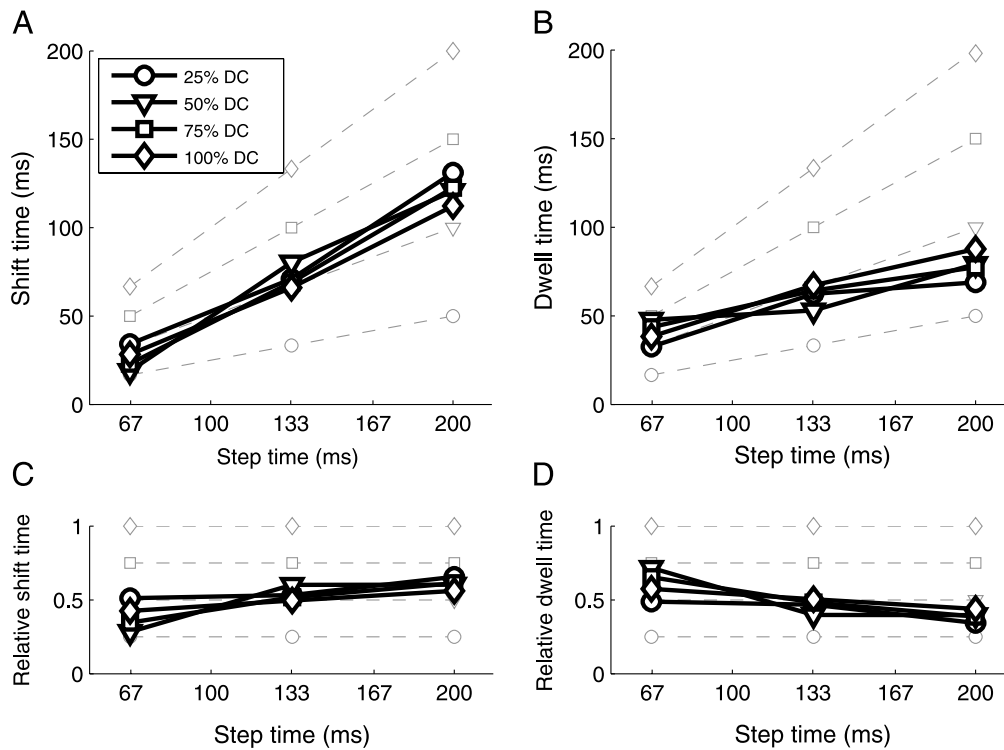 A
B
200
150
100
50
0
Shift time (ms)
25% DC
50% DC
75% DC
100% DC
67
100
133
167
200
Step time (ms)
200
150
100
50
0
Dwell time (ms)
67
100
133
167
200
Step time (ms)
C
D
1
0.5
0
Relative shift time
67
100
133
167
200
Step time (ms)
1
0.5
0
Relative dwell time
67
100
133
167
200
Step time (ms)